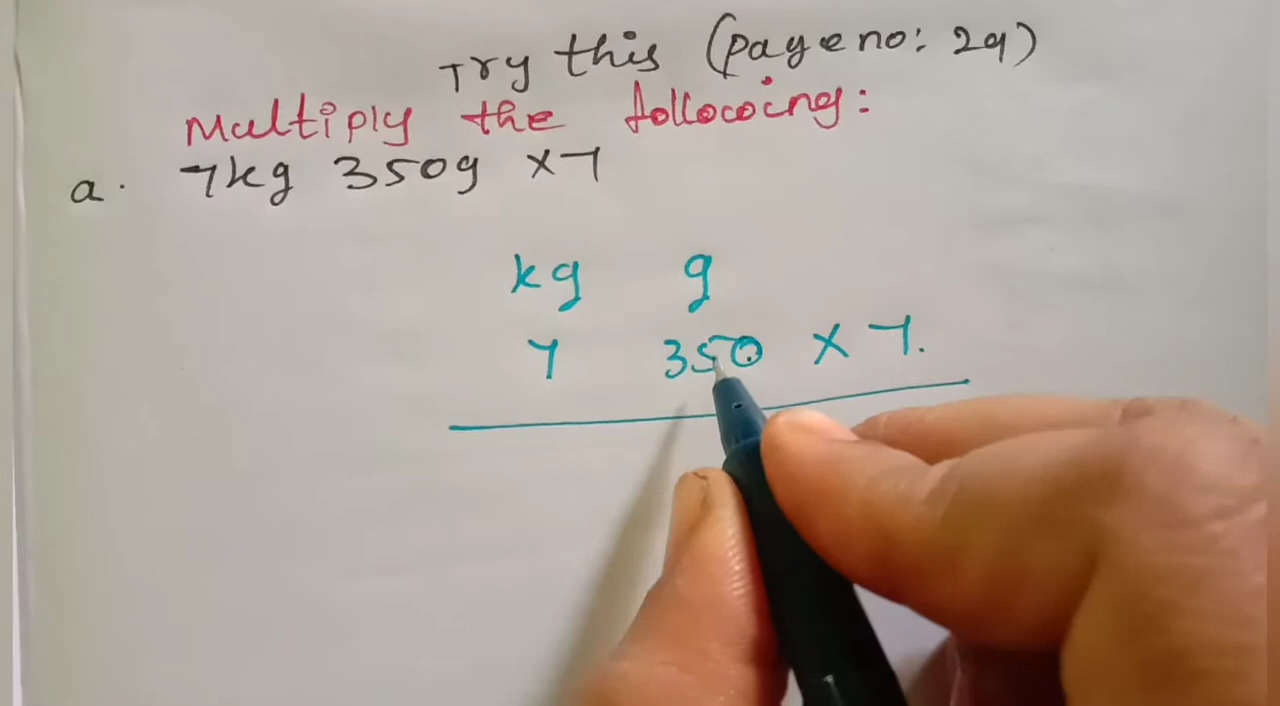 Try this (page no: 29)
Multiply the following:
a. 7kg 350g x 7
kg g
7 350 x 7.